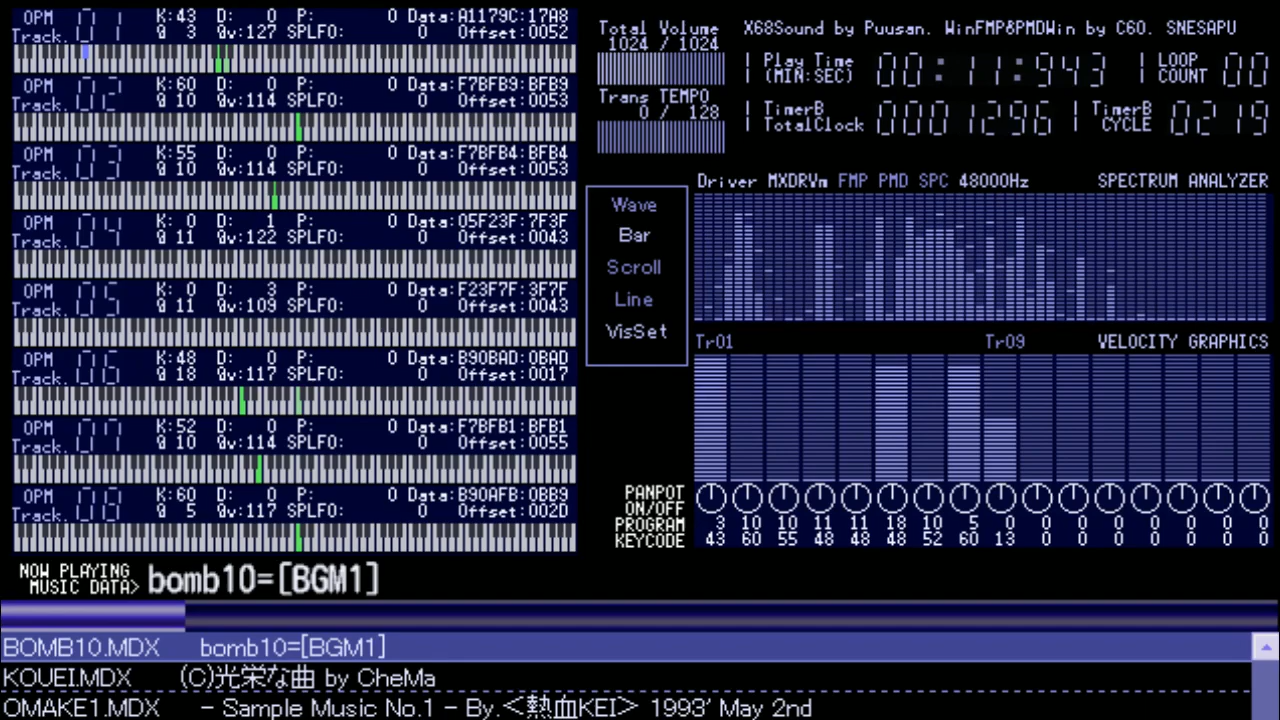 OPM K:43 D: 0 P: 0 Data:A1179C:17A8
Track. 01 @ 3 @v:127 SPLFO: 0 Offset:0052
OPM K:60 D: 0 P: 0 Data:F7BFB9:BFB9
Track. 02 @ 10 @v:114 SPLFO: 0 Offset:0053
OPM K:55 D: 0 P: 0 Data:F7BFB4:BFB4
Track. 03 @ 10 @v:114 SPLFO: 0 Offset:0053
OPM K: 0 D: 1 P: 0 Data:05F23F:7F3F
Track. 04 @ 11 @v:122 SPLFO: 0 Offset:0043
OPM K: 0 D: 3 P: 0 Data:F23F7F:3F7F
Track. 05 @ 11 @v:109 SPLFO: 0 Offset:0043
OPM K:48 D: 0 P: 0 Data:B90BAD:0BAD
Track. 06 @ 18 @v:117 SPLFO: 0 Offset:0017
OPM K:52 D: 0 P: 0 Data:F7BFB1:BFB1
Track. 07 @ 10 @v:114 SPLFO: 0 Offset:0055
OPM K:60 D: 0 P: 0 Data:B90AFB:0BB9
Track. 08 @ 5 @v:117 SPLFO: 0 Offset:002D
Total Volume
1024 / 1024
Trans TEMPO
0 / 128
X68Sound by Puusan. WinFMP&PMDWin by C60. SNESAPU
Play Time (MIN:SEC) 00:11:943 LOOP COUNT 00
TimerB TotalClock 0001296 TimerB CYCLE 0219
Wave
Bar
Scroll
Line
VisSet
Driver MXDRVm FMP PMD SPC 48000Hz SPECTRUM ANALYZER
Tr01 Tr09 VELOCITY GRAPHICS
PANPOT
ON/OFF
PROGRAM 3 10 10 11 11 18 10 5 0 0 0 0 0 0 0 0
KEYCODE 43 60 55 48 48 48 52 60 13 0 0 0 0 0 0 0
NOW PLAYING
MUSIC DATA> bomb10=[BGM1]
BOMB10.MDX bomb10=[BGM1]
KOUEI.MDX (C)光栄な曲 by CheMa
OMAKE1.MDX - Sample Music No.1 - By.<熱血KEI> 1993' May 2nd